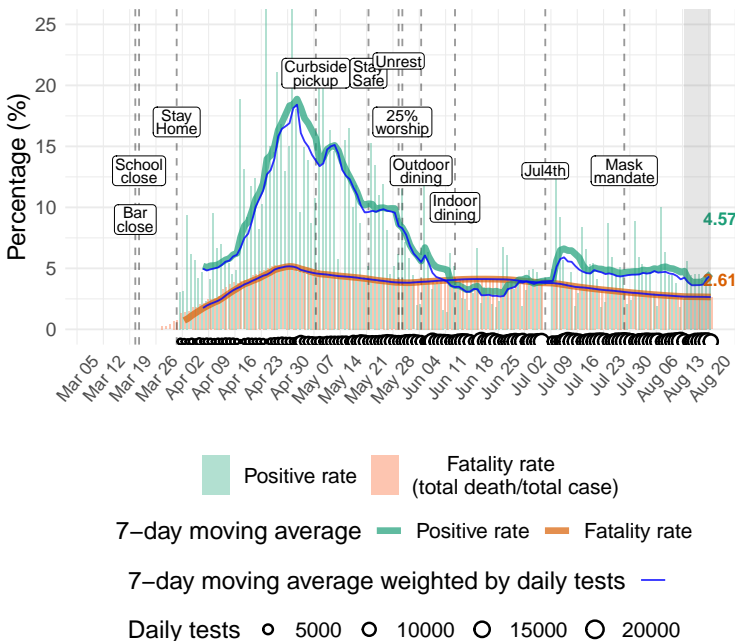 25
20
15
10
5
0
Percentage (%)
Curbside
pickup
Stay
Safe
Unrest
Stay
Home
25%
worship
School
close
Outdoor
dining
Jul4th
Mask
mandate
Bar
close
Indoor
dining
4.57
2.61
Mar 05
Mar 12
Mar 19
Mar 26
Apr 02
Apr 09
Apr 16
Apr 23
Apr 30
May 07
May 14
May 21
May 28
Jun 04
Jun 11
Jun 18
Jun 25
Jul 02
Jul 09
Jul 16
Jul 23
Jul 30
Aug 06
Aug 13
Aug 20
Positive rate
Fatality rate
(total death/total case)
7−day moving average Positive rate Fatality rate
7−day moving average weighted by daily tests
Daily tests 5000 10000 15000 20000